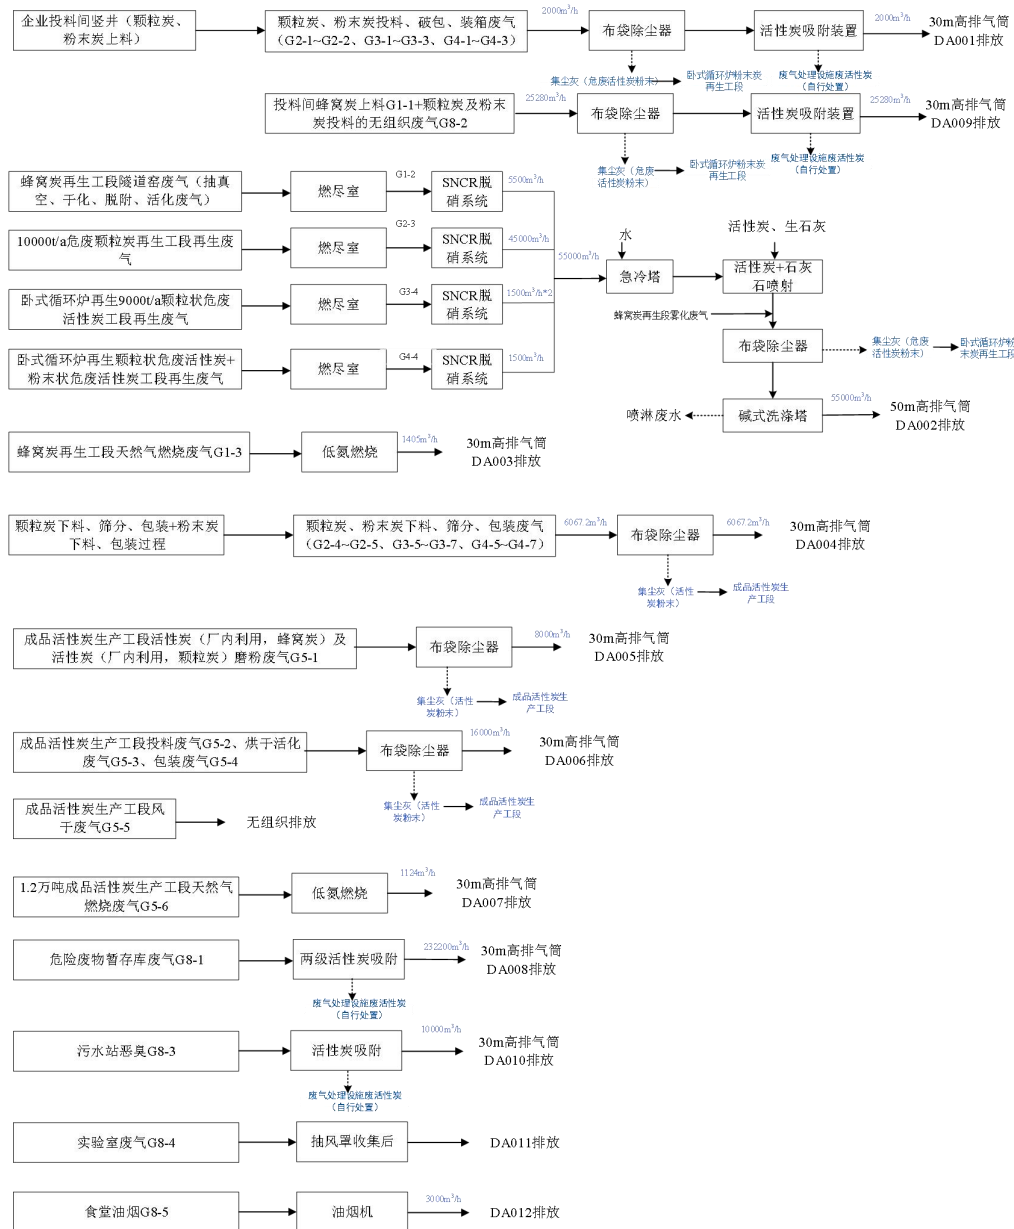 企业投料间竖井（颗粒炭、
粉末炭上料）
颗粒炭、粉末炭投料、破包、装箱废气
（G2-1~G2-2、G3-1~G3-3、G4-1~G4-3）
2000m³/h
布袋除尘器
活性炭吸附装置
2000m³/h
30m高排气筒
DA001排放
集尘灰（危废活性炭粉末）
卧式循环炉粉末炭
再生工段
废气处理设施废活性炭
（自行处置）
投料间蜂窝炭上料G1-1+颗粒炭及粉末
炭投料的无组织废气G8-2
25280m³/h
布袋除尘器
活性炭吸附装置
25280m³/h
30m高排气筒
DA009排放
集尘灰（危废
活性炭粉末）
卧式循环炉粉末炭
再生工段
废气处理设施废活性炭
（自行处置）
蜂窝炭再生工段隧道窑废气（抽真
空、干化、脱附、活化废气）
燃尽室
G1-2
SNCR脱
硝系统
5500m³/h
10000t/a危废颗粒炭再生工段再生废
气
燃尽室
G2-3
SNCR脱
硝系统
45000m³/h
卧式循环炉再生9000t/a颗粒状危废
活性炭工段再生废气
燃尽室
G3-4
SNCR脱
硝系统
1500m³/h*2
卧式循环炉再生颗粒状危废活性炭+
粉末状危废活性炭工段再生废气
燃尽室
G4-4
SNCR脱
硝系统
1500m³/h
55000m³/h
水
急冷塔
活性炭、生石灰
活性炭+石灰
石喷射
蜂窝炭再生段雾化废气
布袋除尘器
集尘灰（危废
活性炭粉末）
卧式循环炉粉
末炭再生工段
喷淋废水
碱式洗涤塔
55000m³/h
50m高排气筒
DA002排放
蜂窝炭再生工段天然气燃烧废气G1-3
低氮燃烧
1405m³/h
30m高排气筒
DA003排放
颗粒炭下料、筛分、包装+粉末炭
下料、包装过程
颗粒炭、粉末炭下料、筛分、包装废气
（G2-4~G2-5、G3-5~G3-7、G4-5~G4-7）
6067.2m³/h
布袋除尘器
6067.2m³/h
30m高排气筒
DA004排放
集尘灰（活性
炭粉末）
成品活性炭生
产工段
成品活性炭生产工段活性炭（厂内利用，蜂窝炭）及
活性炭（厂内利用，颗粒炭）磨粉废气G5-1
布袋除尘器
8000m³/h
30m高排气筒
DA005排放
集尘灰（活性
炭粉末）
成品活性炭生
产工段
成品活性炭生产工段投料废气G5-2、烘干活化
废气G5-3、包装废气G5-4
布袋除尘器
16000m³/h
30m高排气筒
DA006排放
集尘灰（活性
炭粉末）
成品活性炭生
产工段
成品活性炭生产工段风
干废气G5-5
无组织排放
1.2万吨成品活性炭生产工段天然气
燃烧废气G5-6
低氮燃烧
1124m³/h
30m高排气筒
DA007排放
危险废物暂存库废气G8-1
两级活性炭吸附
232200m³/h
30m高排气筒
DA008排放
废气处理设施废活性炭
（自行处置）
污水站恶臭G8-3
活性炭吸附
10000m³/h
30m高排气筒
DA010排放
废气处理设施废活性炭
（自行处置）
实验室废气G8-4
抽风罩收集后
DA011排放
食堂油烟G8-5
油烟机
3000m³/h
DA012排放